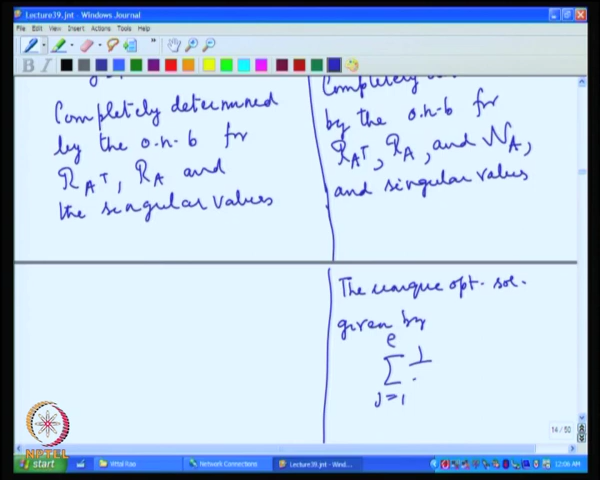 Lecture39.jnt - Windows Journal
File Edit View Insert Actions Tools Help
Completely determined
by the o.n.b for
R_A^T, R_A and
the singular values
by the o.n.b for
R_A^T, R_A, and N_A,
and singular values
The unique opt. sol.
given by
ρ
Σ 1
j=1
14 / 50
NPTEL
start
Vittal Rao
Network Connections
Lecture39.jnt - Wind...
12:06 AM